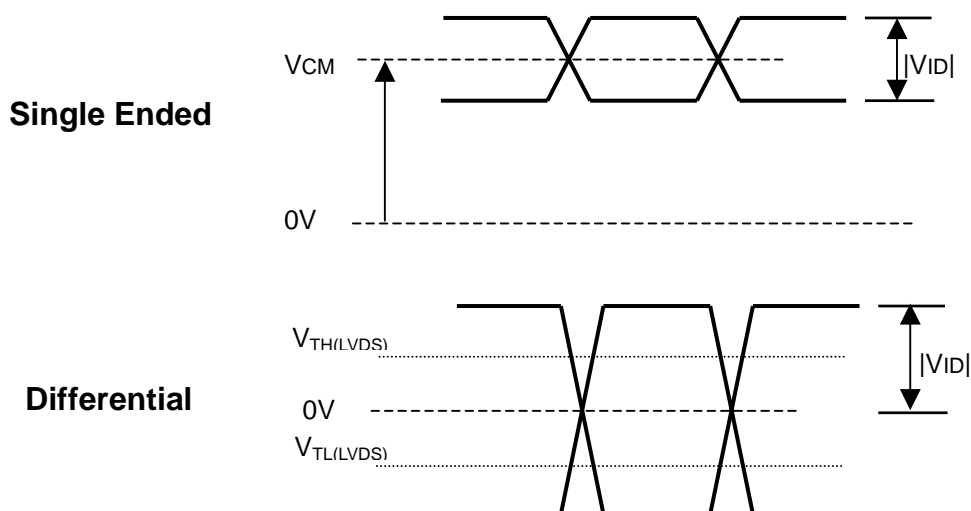 VCM
|VID|
Single Ended
0V
VTH(LVDS)
|VID|
Differential
0V
VTL(LVDS)